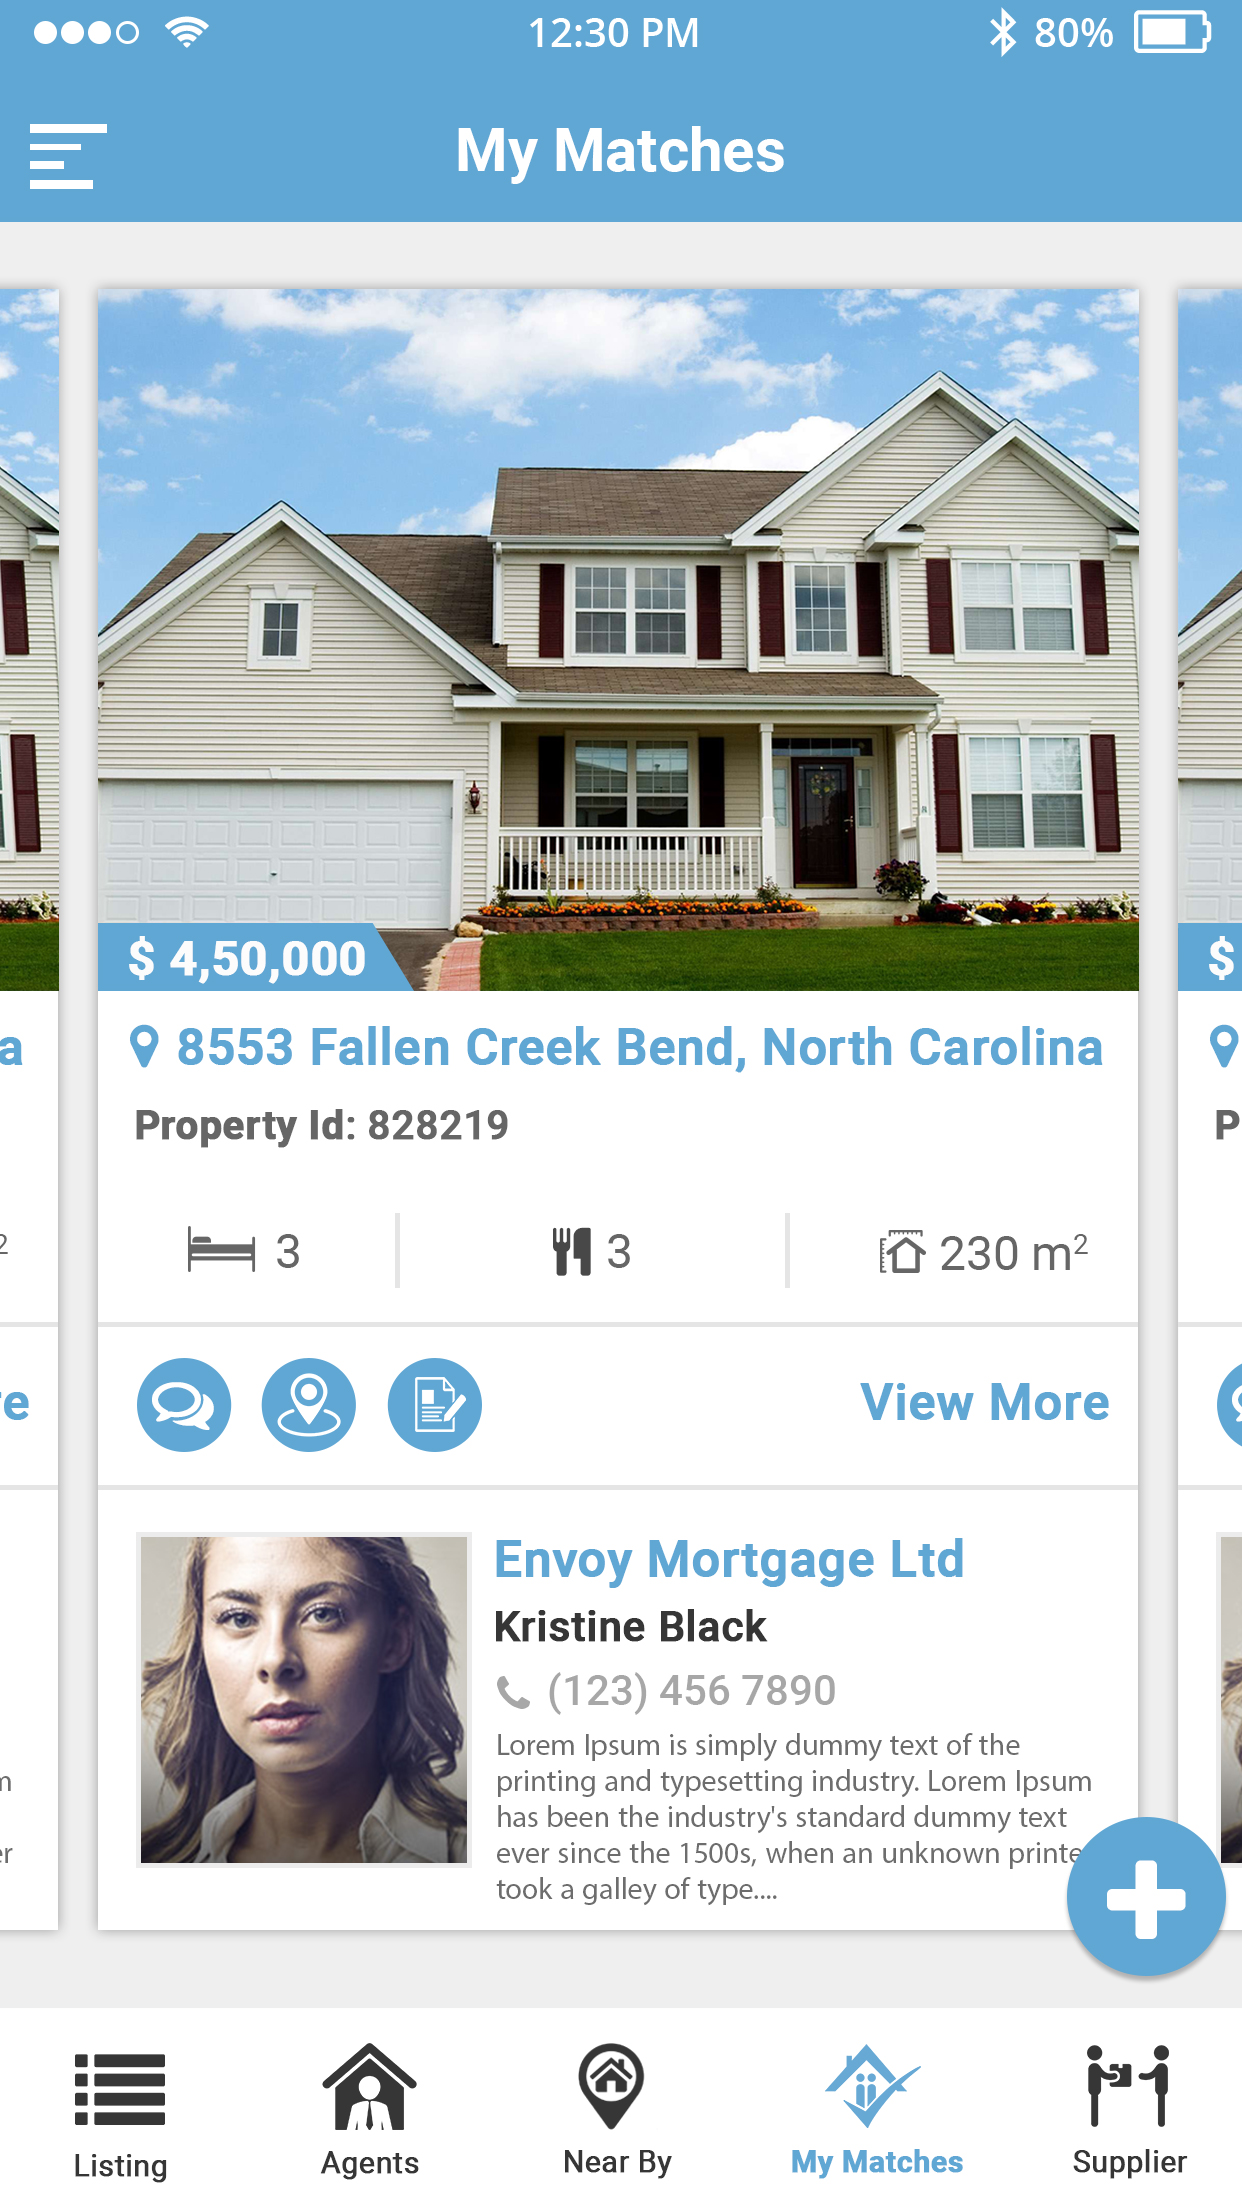 12:30 PM
80%
My Matches
$ 4,50,000
$
8553 Fallen Creek Bend, North Carolina
a
Property Id: 828219
P
3
3
230 m²
2
View More
re
Envoy Mortgage Ltd
Kristine Black
(123) 456 7890
Lorem Ipsum is simply dummy text of the
printing and typesetting industry. Lorem Ipsum
has been the industry's standard dummy text
ever since the 1500s, when an unknown printe
took a galley of type....
m
er
Listing
Agents
Near By
My Matches
Supplier